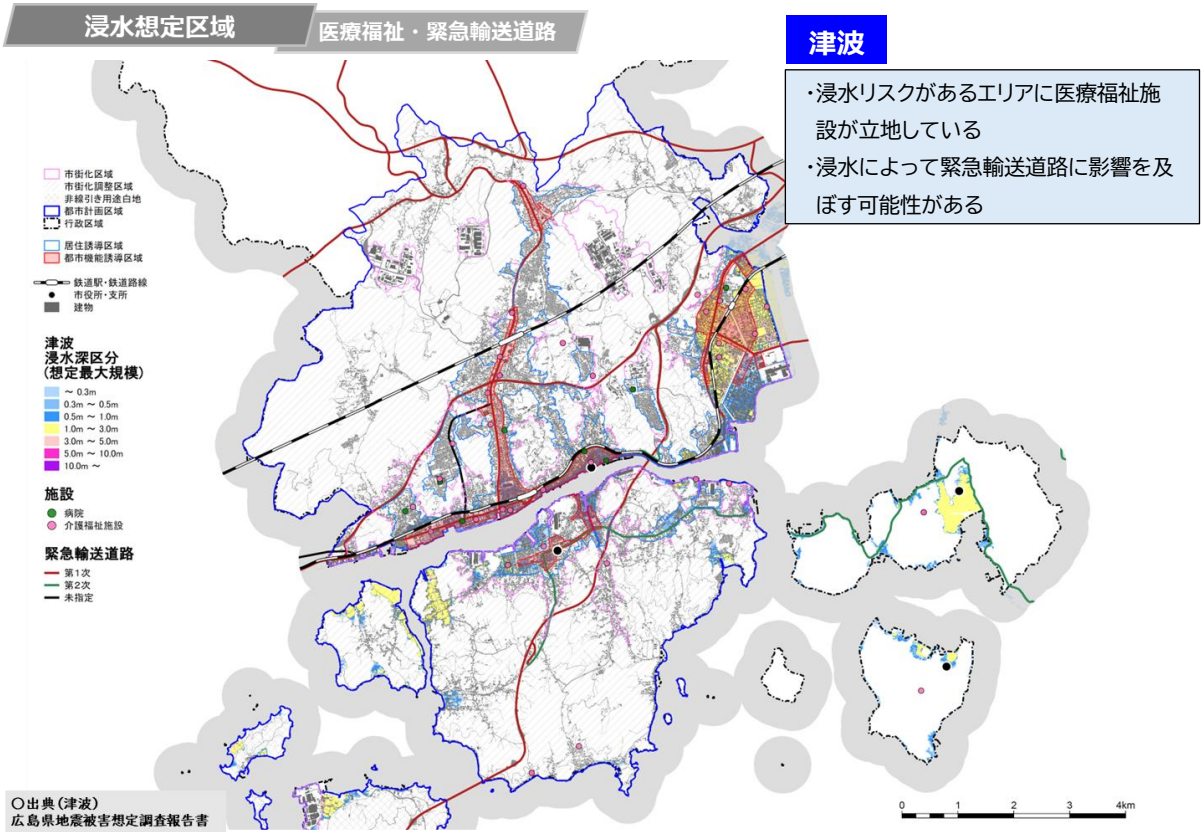 浸水想定区域
医療福祉・緊急輸送道路
津波
・浸水リスクがあるエリアに医療福祉施
設が立地している
・浸水によって緊急輸送道路に影響を及
ぼす可能性がある
市街化区域
市街化調整区域
非線引き用途白地
都市計画区域
行政区域
居住誘導区域
都市機能誘導区域
鉄道駅・鉄道路線
市役所・支所
建物
津波
浸水深区分
(想定最大規模)
～ 0.3m
0.3m ～ 0.5m
0.5m ～ 1.0m
1.0m ～ 3.0m
3.0m ～ 5.0m
5.0m ～ 10.0m
10.0m ～
施設
病院
介護福祉施設
緊急輸送道路
第1次
第2次
未指定
〇出典(津波)
広島県地震被害想定調査報告書
0 1 2 3 4km